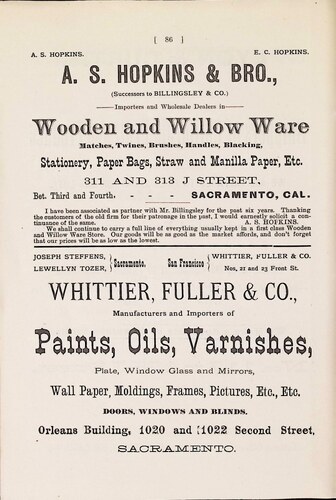 [ 86 ]
A. S. HOPKINS. E. C. HOPKINS.
A. S. HOPKINS & BRO.,
(Successors to BILLINGSLEY & CO.)
Importers and Wholesale Dealers in
Wooden and Willow Ware
Matches, Twines, Brushes, Handles, Blacking,
Stationery, Paper Bags, Straw and Manilla Paper, Etc.
311 AND 313 J STREET,
Bet. Third and Fourth. - - - SACRAMENTO, CAL.
I have been associated as partner with Mr. Billingsley for the past six years. Thanking
the customers of the old firm for their patronage in the past, I would earnestly solicit a con-
tinuance of the same. A. S. HOPKINS.
We shall continue to carry a full line of everything usually kept in a first class Wooden
and Willow Ware Store. Our goods will be as good as the market affords, and don't forget
that our prices will be as low as the lowest.
JOSEPH STEFFENS, } Sacramento. San Francisco { WHITTIER, FULLER & CO.
LEWELLYN TOZER, Nos, 21 and 23 Front St.
WHITTIER, FULLER & CO.,
Manufacturers and Importers of
Paints, Oils, Varnishes,
Plate, Window Glass and Mirrors,
Wall Paper, Moldings, Frames, Pictures, Etc., Etc.
DOORS, WINDOWS AND BLINDS.
Orleans Building, 1020 and 1022 Second Street,
SACRAMENTO.